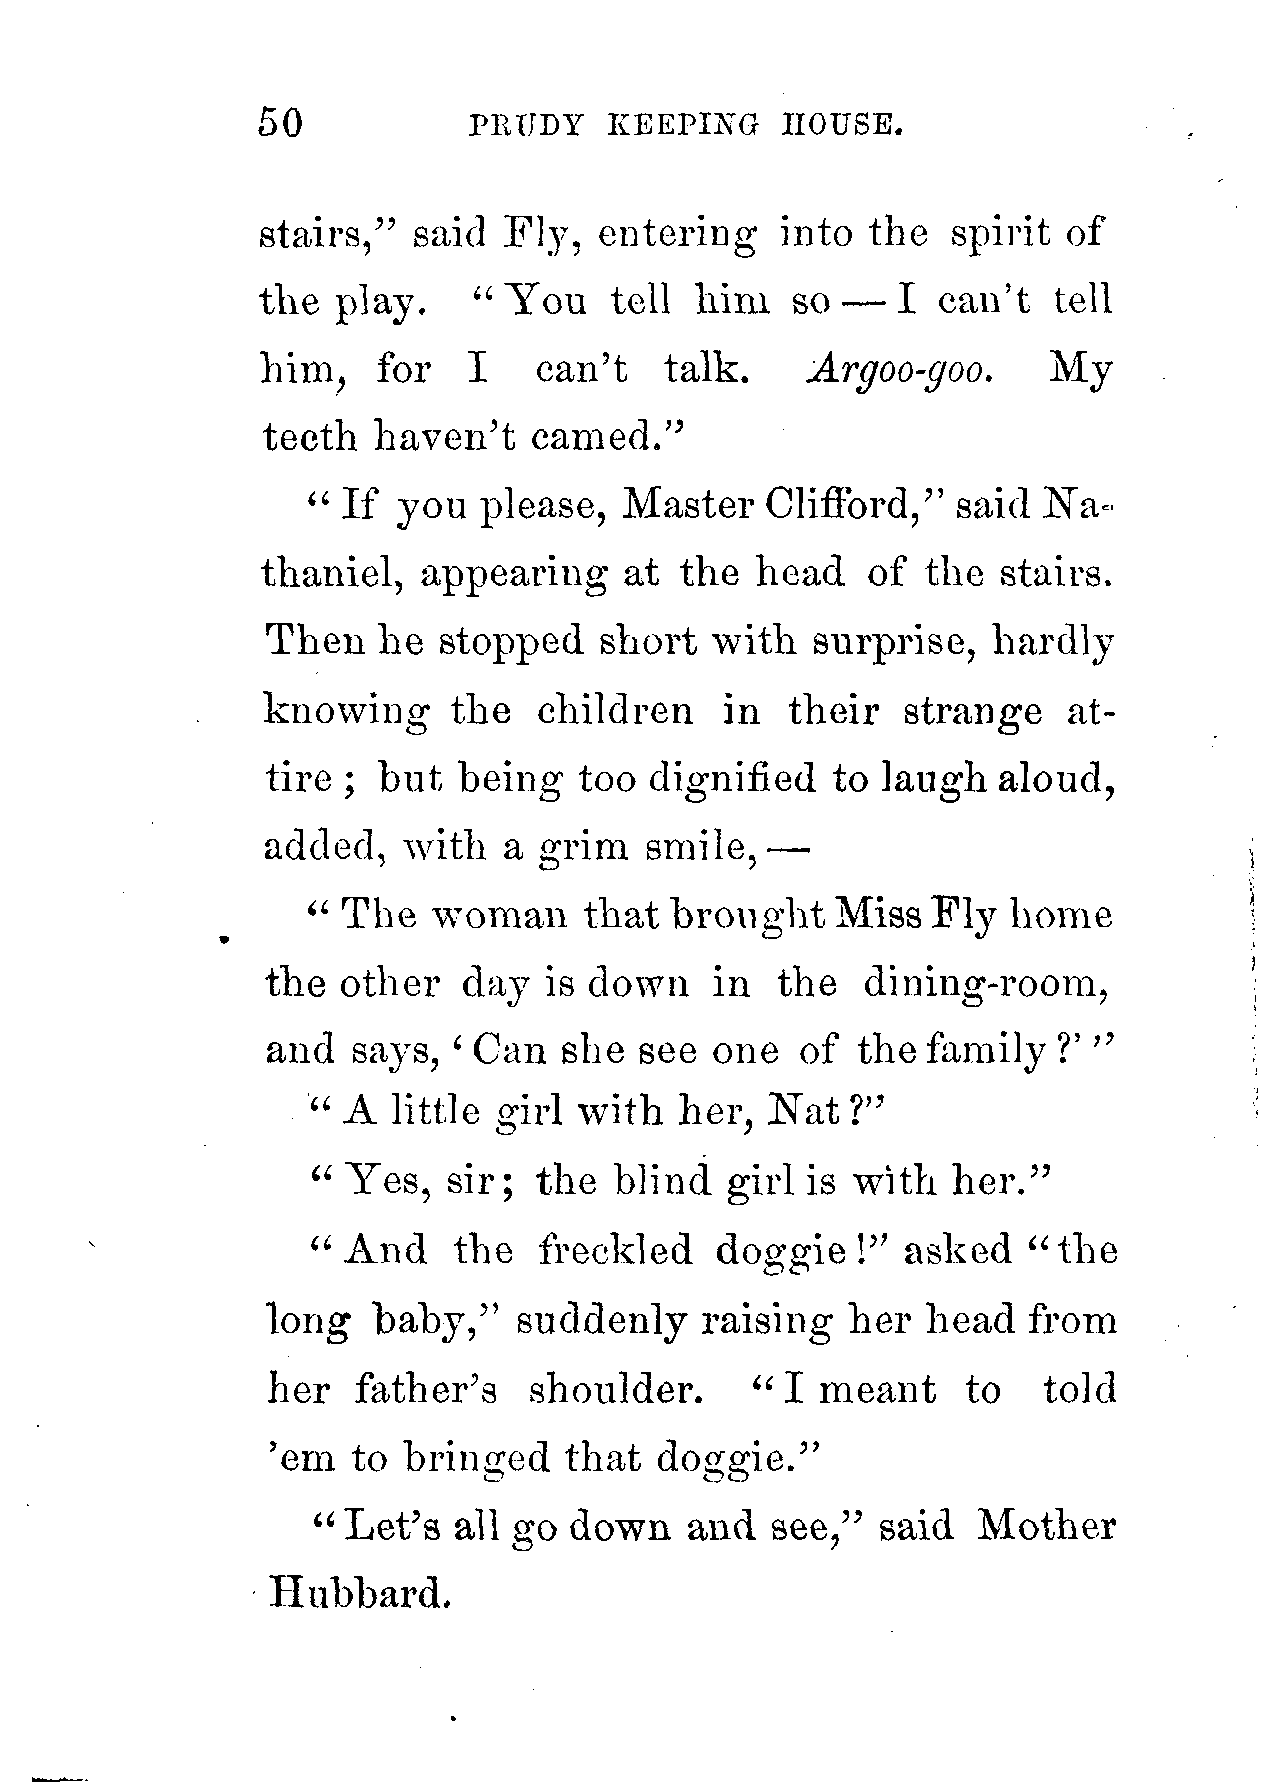 50 PRUDY KEEPING HOUSE.
stairs,” said Fly, entering into the spirit of
the play. “You tell him so — I can’t tell
him, for I can’t talk. Argoo-goo. My
teeth haven’t camed.”
“If you please, Master Clifford,” said Na-
thaniel, appearing at the head of the stairs.
Then he stopped short with surprise, hardly
knowing the children in their strange at-
tire; but being too dignified to laugh aloud,
added, with a grim smile, —
“The woman that brought Miss Fly home
the other day is down in the dining-room,
and says, ‘Can she see one of the family?’”
“A little girl with her, Nat?”
“Yes, sir; the blind girl is with her.”
“And the freckled doggie!” asked “the
long baby,” suddenly raising her head from
her father’s shoulder. “I meant to told
’em to bringed that doggie.”
“Let’s all go down and see,” said Mother
Hubbard.